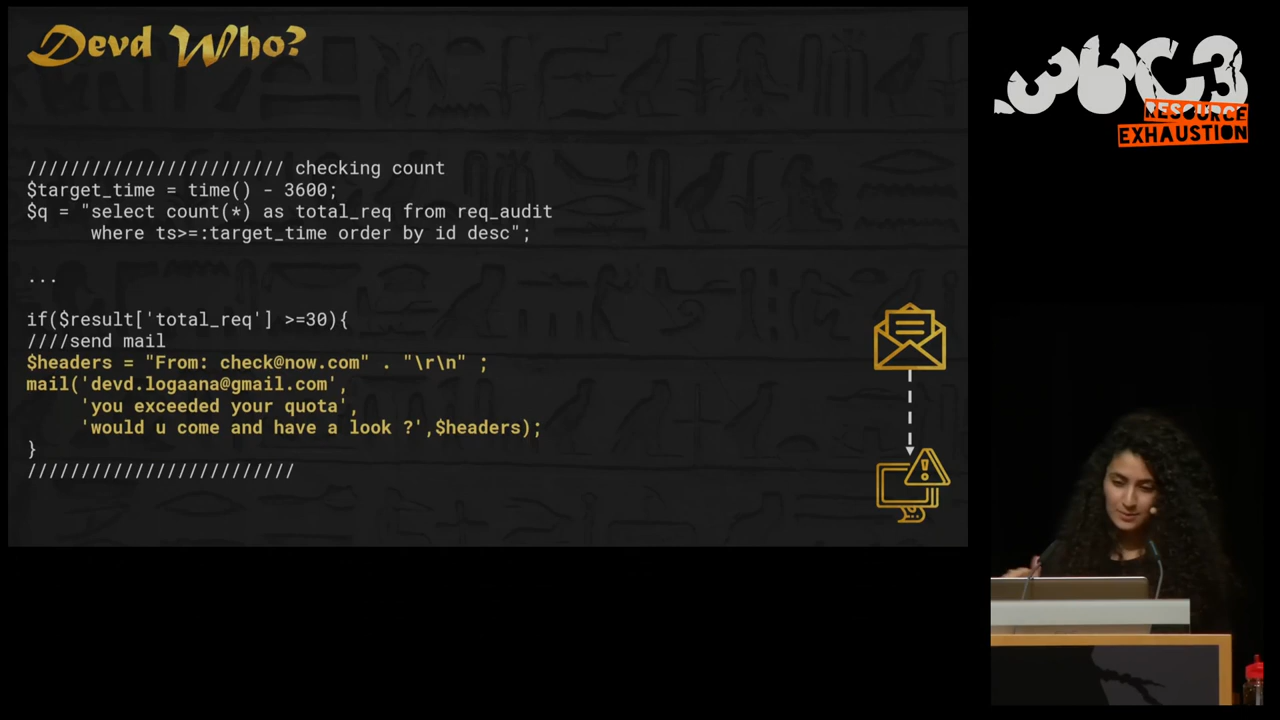 Devd Who?
//////////////////////// checking count
$target_time = time() - 3600;
$q = "select count(*) as total_req from req_audit
where ts>=:target_time order by id desc";
...
if($result['total_req'] >=30){
////send mail
$headers = "From: check@now.com" . "\r\n" ;
mail('devd.logaana@gmail.com',
'you exceeded your quota',
'would u come and have a look ?',$headers);
}
/////////////////////////
36C3
RESOURCE
EXHAUSTION